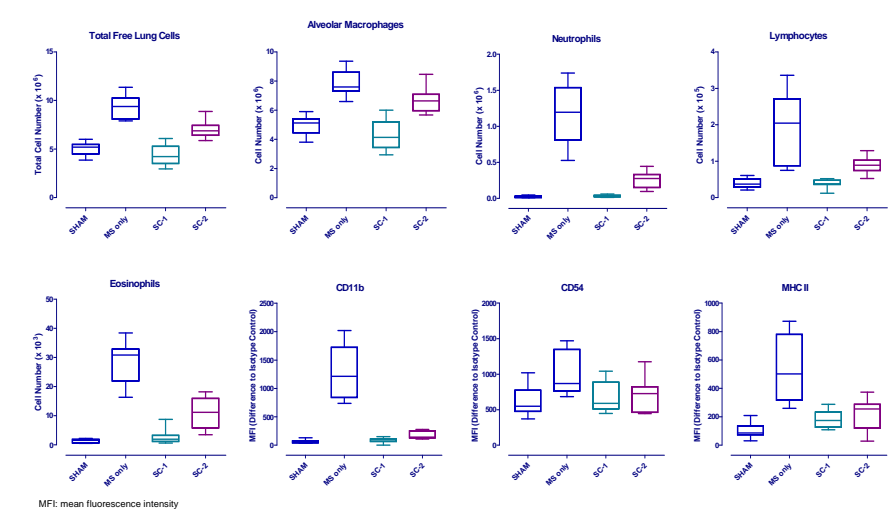 Total Free Lung Cells
Total Cell Number (x 10⁶)
15
10
5
0
SHAM
MS only
SC-1
SC-2
Alveolar Macrophages
Cell Number (x 10⁶)
10
8
6
4
2
0
SHAM
MS only
SC-1
SC-2
Neutrophils
Cell Number (x 10⁶)
2.0
1.5
1.0
0.5
0.0
SHAM
MS only
SC-1
SC-2
Lymphocytes
Cell Number (x 10⁵)
4
3
2
1
0
SHAM
MS only
SC-1
SC-2
Eosinophils
Cell Number (x 10³)
50
40
30
20
10
0
SHAM
MS only
SC-1
SC-2
CD11b
MFI (Difference to Isotype Control)
2500
2000
1500
1000
500
0
SHAM
MS only
SC-1
SC-2
CD54
MFI (Difference to Isotype Control)
2000
1500
1000
500
0
SHAM
MS only
SC-1
SC-2
MHC II
MFI (Difference to Isotype Control)
1000
800
600
400
200
0
SHAM
MS only
SC-1
SC-2
MFI: mean fluorescence intensity